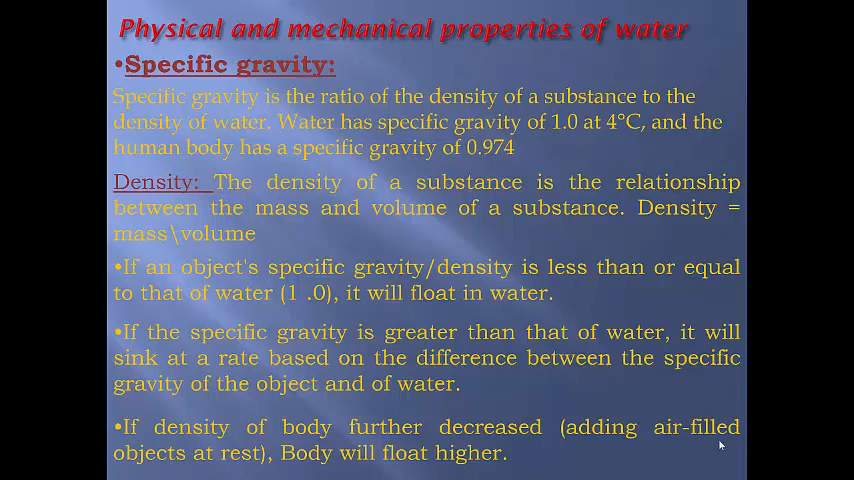 Physical and mechanical properties of water
•Specific gravity:
Specific gravity is the ratio of the density of a substance to the
density of water. Water has specific gravity of 1.0 at 4°C, and the
human body has a specific gravity of 0.974
Density: The density of a substance is the relationship
between the mass and volume of a substance. Density =
mass\volume
•If an object's specific gravity/density is less than or equal
to that of water (1 .0), it will float in water.
•If the specific gravity is greater than that of water, it will
sink at a rate based on the difference between the specific
gravity of the object and of water.
•If density of body further decreased (adding air-filled
objects at rest), Body will float higher.